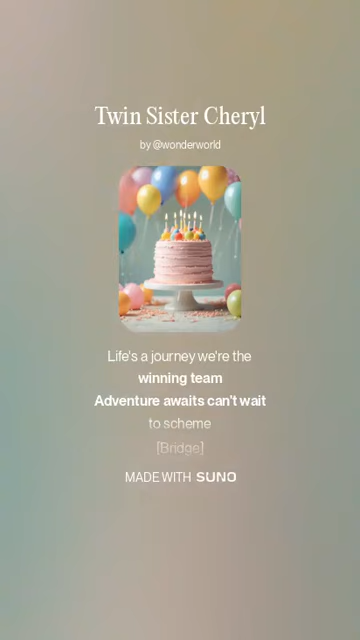 Twin Sister Cheryl
by @wonderworld
Life's a journey we're the
winning team
Adventure awaits can't wait
to scheme
[Bridge]
MADE WITH SUNO